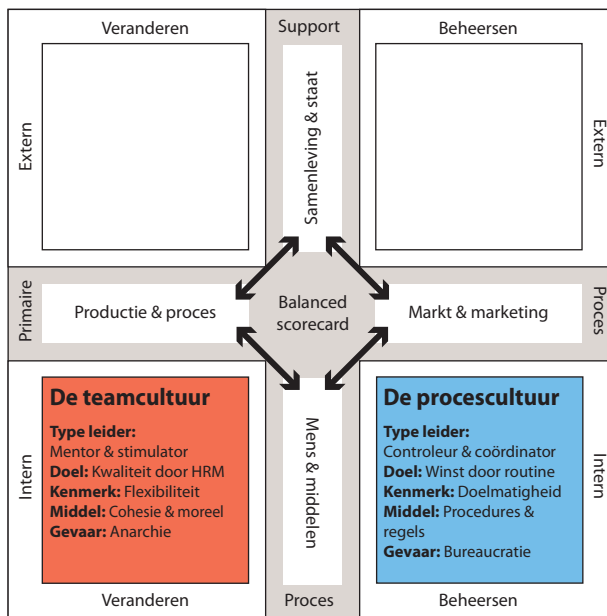 Veranderen
Support
Beheersen
Extern
Samenleving & staat
Extern
Primaire
Productie & proces
Balanced
scorecard
Markt & marketing
Proces
Intern
De teamcultuur
Type leider:
Mentor & stimulator
Doel: Kwaliteit door HRM
Kenmerk: Flexibiliteit
Middel: Cohesie & moreel
Gevaar: Anarchie
Mens & middelen
De procescultuur
Type leider:
Controleur & coördinator
Doel: Winst door routine
Kenmerk: Doelmatigheid
Middel: Procedures &
regels
Gevaar: Bureaucratie
Intern
Veranderen
Proces
Beheersen